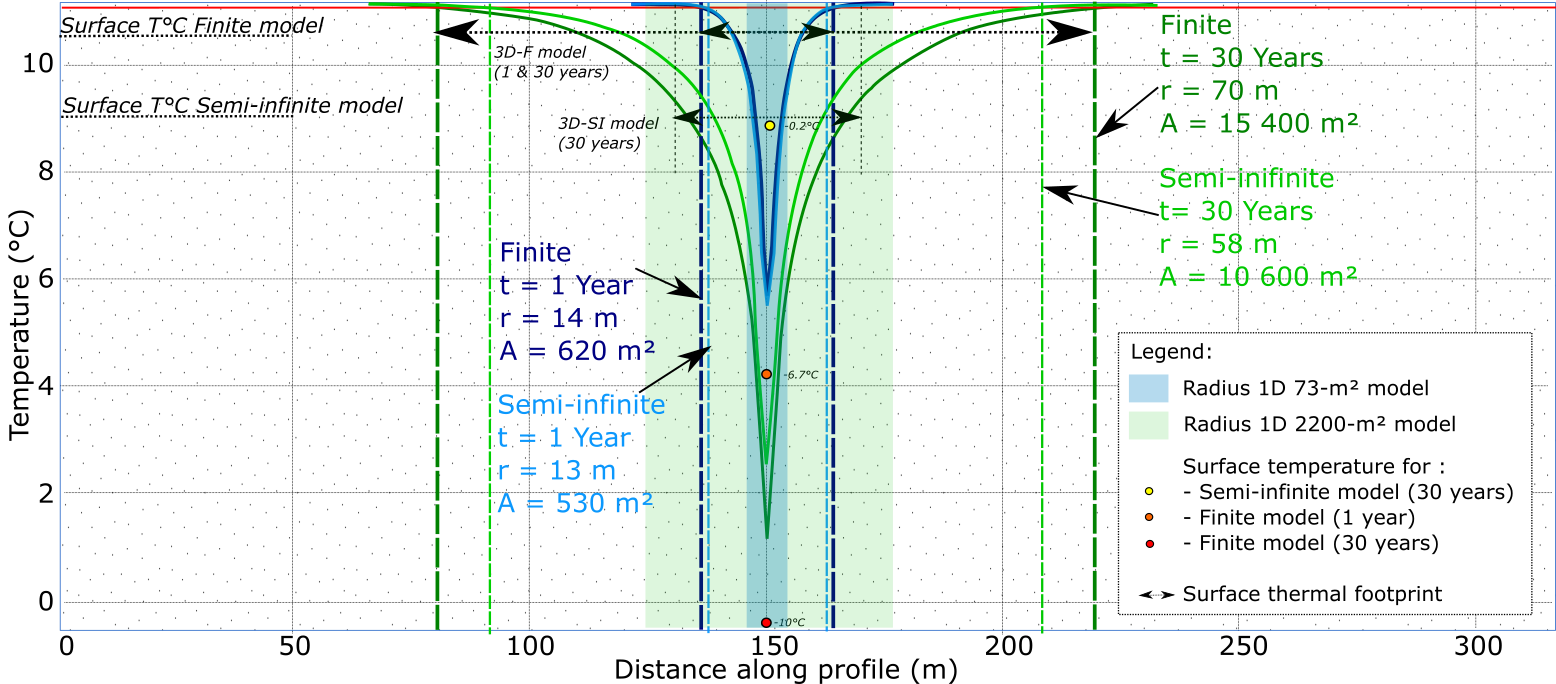 Surface T°C Finite model
3D-F model
(1 & 30 years)
Surface T°C Semi-infinite model
3D-SI model
(30 years)
-0.2°C
-6.7°C
-10°C
Finite
t = 30 Years
r = 70 m
A = 15 400 m²
Semi-inifinite
t= 30 Years
r = 58 m
A = 10 600 m²
Finite
t = 1 Year
r = 14 m
A = 620 m²
Semi-infinite
t = 1 Year
r = 13 m
A = 530 m²
Legend:
Radius 1D 73-m² model
Radius 1D 2200-m² model
Surface temperature for :
- Semi-infinite model (30 years)
- Finite model (1 year)
- Finite model (30 years)
Surface thermal footprint
Temperature (°C)
10
8
6
4
2
0
0 50 100 150 200 250 300
Distance along profile (m)